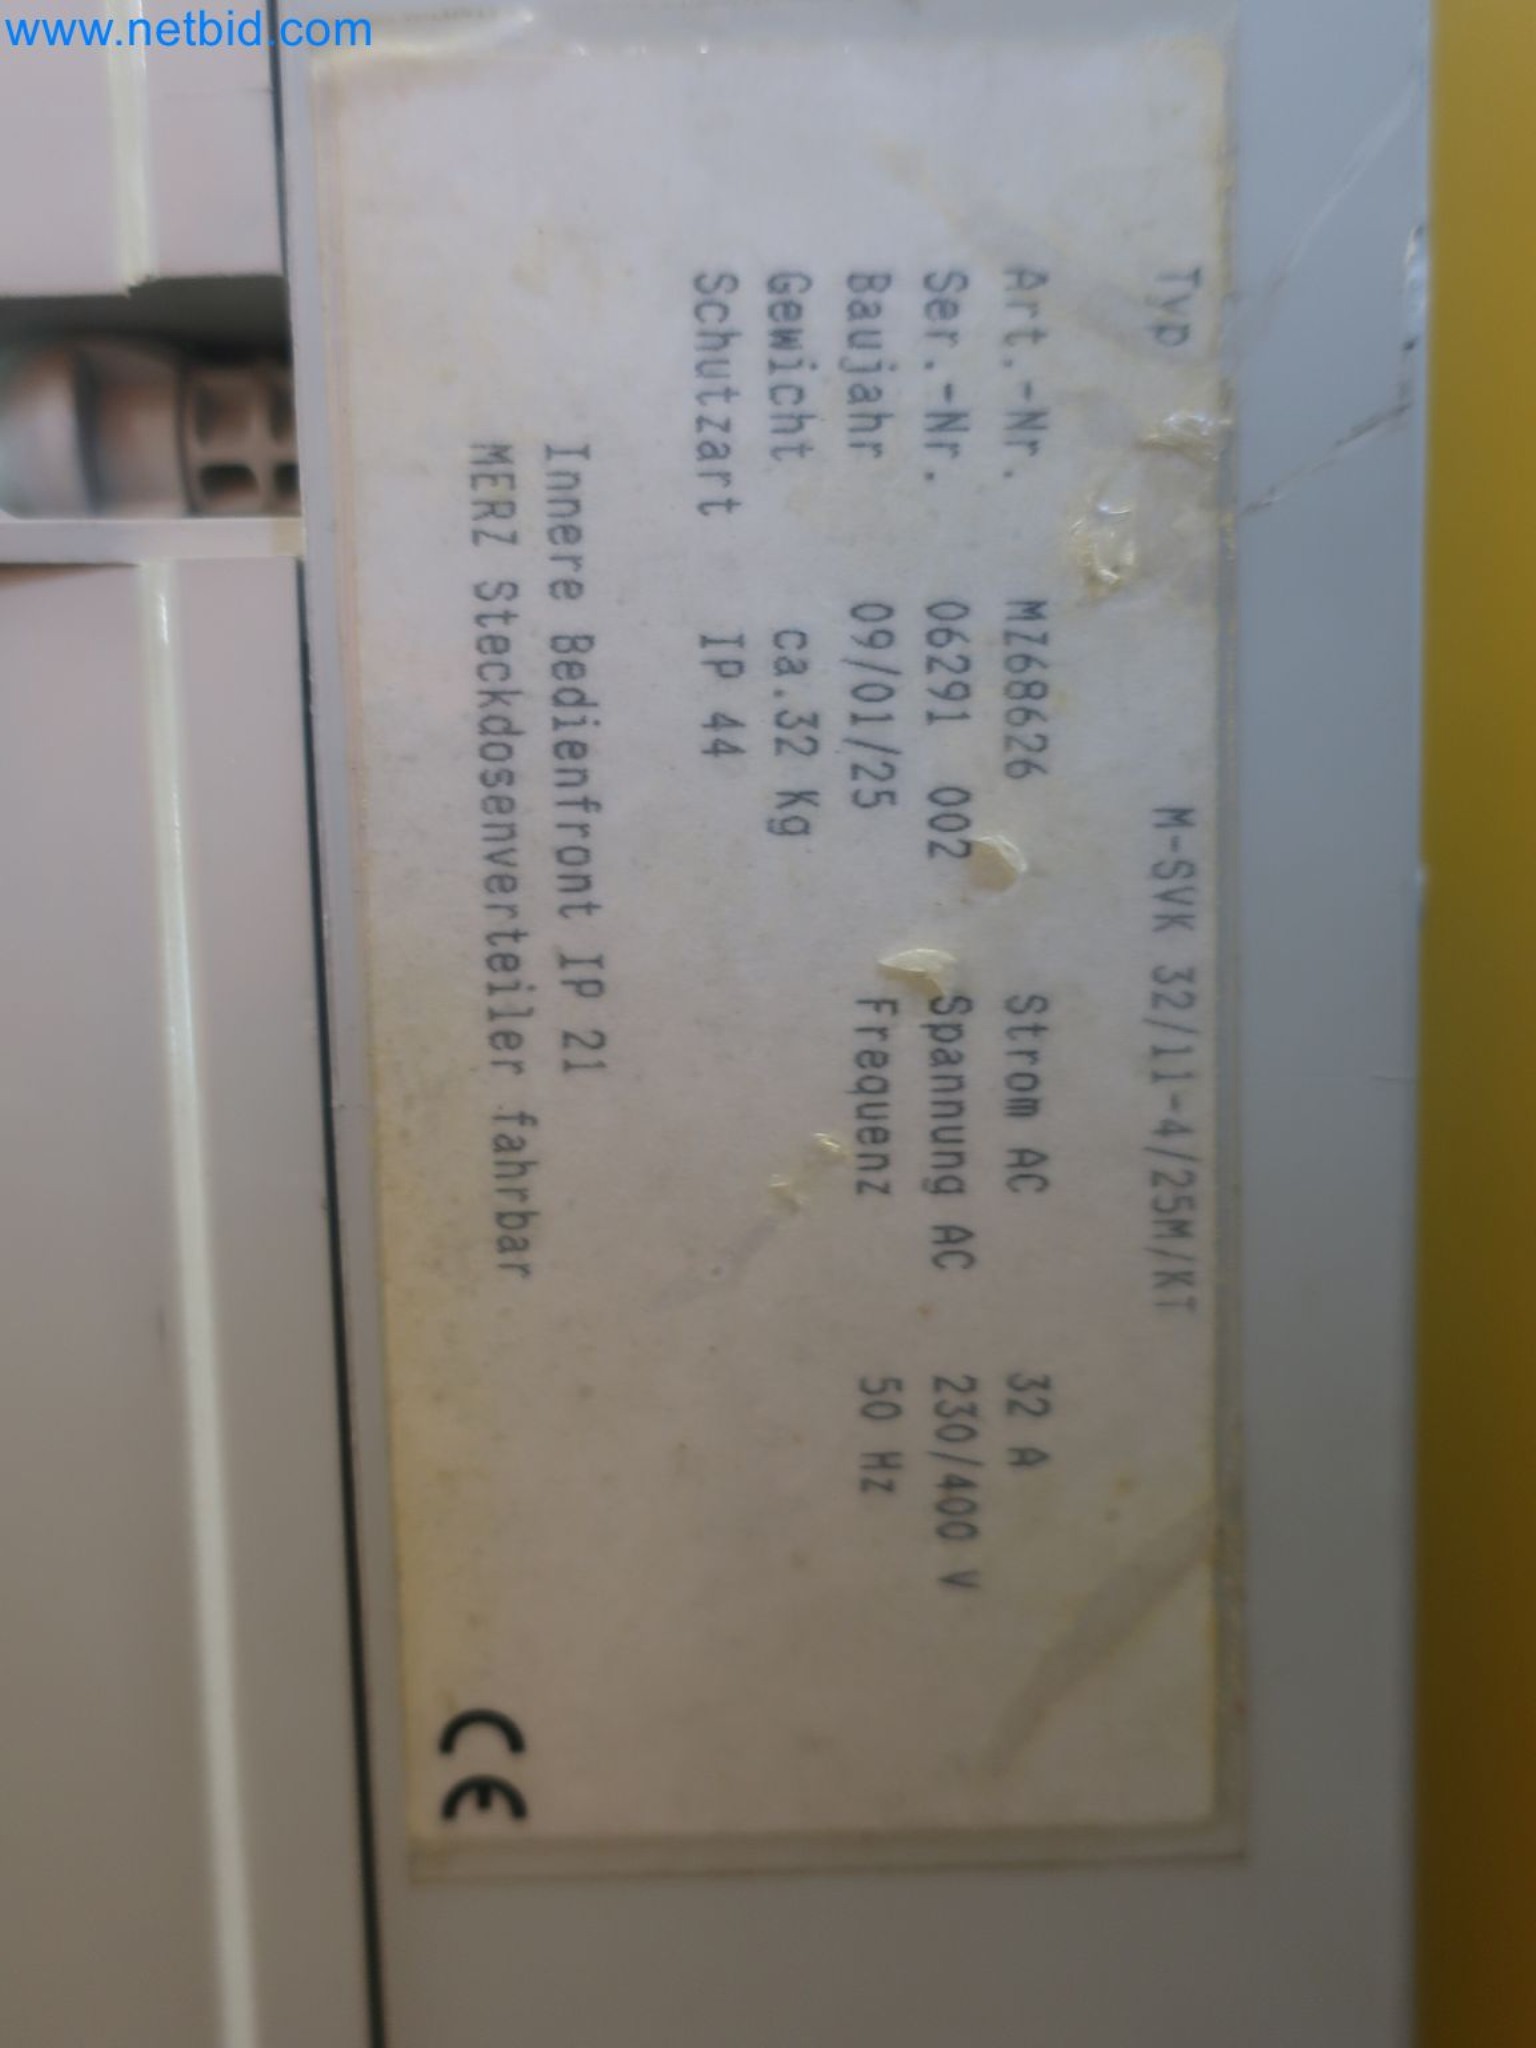 www.netbid.com
Typ M-SVK 32/11-4/25M/KT
Art.-Nr. MZ68626 Strom AC 32 A
Ser.-Nr. 06291 002 Spannung AC 230/400 V
Baujahr 09/01/25 Frequenz 50 Hz
Gewicht ca.32 Kg
Schutzart IP 44
Innere Bedienfront IP 21
MERZ Steckdosenverteiler fahrbar
CE